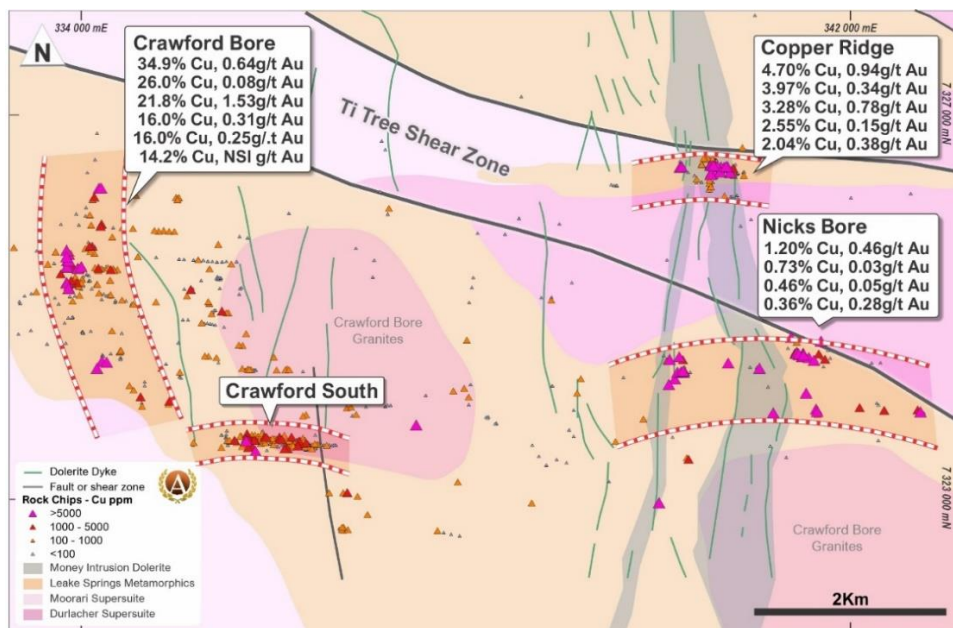 334 000 mE
342 000 mE
N
Crawford Bore
34.9% Cu, 0.64g/t Au
26.0% Cu, 0.08g/t Au
21.8% Cu, 1.53g/t Au
16.0% Cu, 0.31g/t Au
16.0% Cu, 0.25g/.t Au
14.2% Cu, NSI g/t Au
Copper Ridge
4.70% Cu, 0.94g/t Au
3.97% Cu, 0.34g/t Au
3.28% Cu, 0.78g/t Au
2.55% Cu, 0.15g/t Au
2.04% Cu, 0.38g/t Au
7 327 000 mN
Ti Tree Shear Zone
Nicks Bore
1.20% Cu, 0.46g/t Au
0.73% Cu, 0.03g/t Au
0.46% Cu, 0.05g/t Au
0.36% Cu, 0.28g/t Au
Crawford Bore
Granites
Crawford South
7 323 000 mN
Dolerite Dyke
Fault or shear zone
Rock Chips - Cu ppm
>5000
1000 - 5000
100 - 1000
<100
Money Intrusion Dolerite
Leake Springs Metamorphics
Moorari Supersuite
Durlacher Supersuite
A
Crawford Bore
Granites
2Km